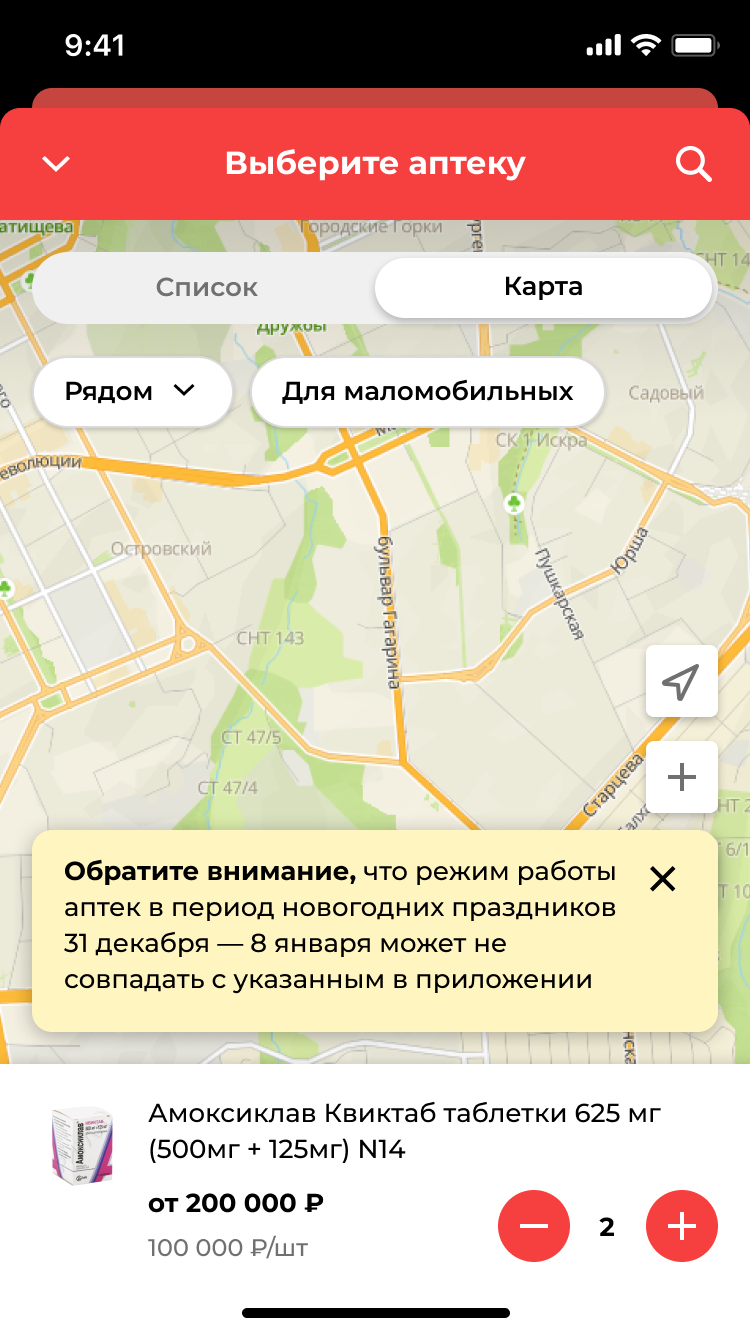 9:41
Выберите аптеку
атищева
Городские Горки
Список
Карта
СНТ 14
Дружбы
Рядом
Для маломобильных
Садовый
СК 1 Искра
еволюции
бульвар Гагарина
Островский
Пушкарская
Юрша
СНТ 143
СТ 47/5
СТ 47/4
Старцева
Обратите внимание, что режим работы
аптек в период новогодних праздников
31 декабря — 8 января может не
совпадать с указанным в приложении
Амоксиклав Квиктаб таблетки 625 мг
(500мг + 125мг) N14
Амоксиклав
от 200 000 ₽
100 000 ₽/шт
2